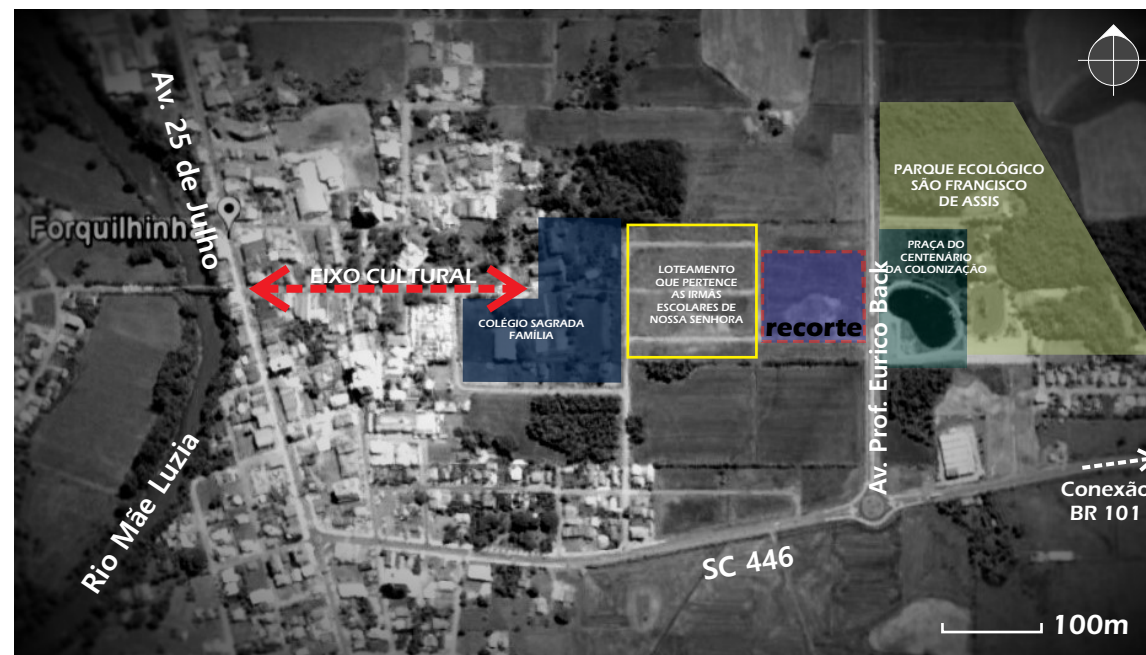 Av. 25 de Julho
Forquilhinh
EIXO CULTURAL
COLÉGIO SAGRADA
FAMÍLIA
LOTEAMENTO
QUE PERTENCE
AS IRMÃS
ESCOLARES DE
NOSSA SENHORA
recorte
PARQUE ECOLÓGICO
SÃO FRANCISCO
DE ASSIS
PRAÇA DO
CENTENÁRIO
DA COLONIZAÇÃO
Av. Prof. Eurico Back
Rio Mãe Luzia
SC 446
Conexão
BR 101
100m